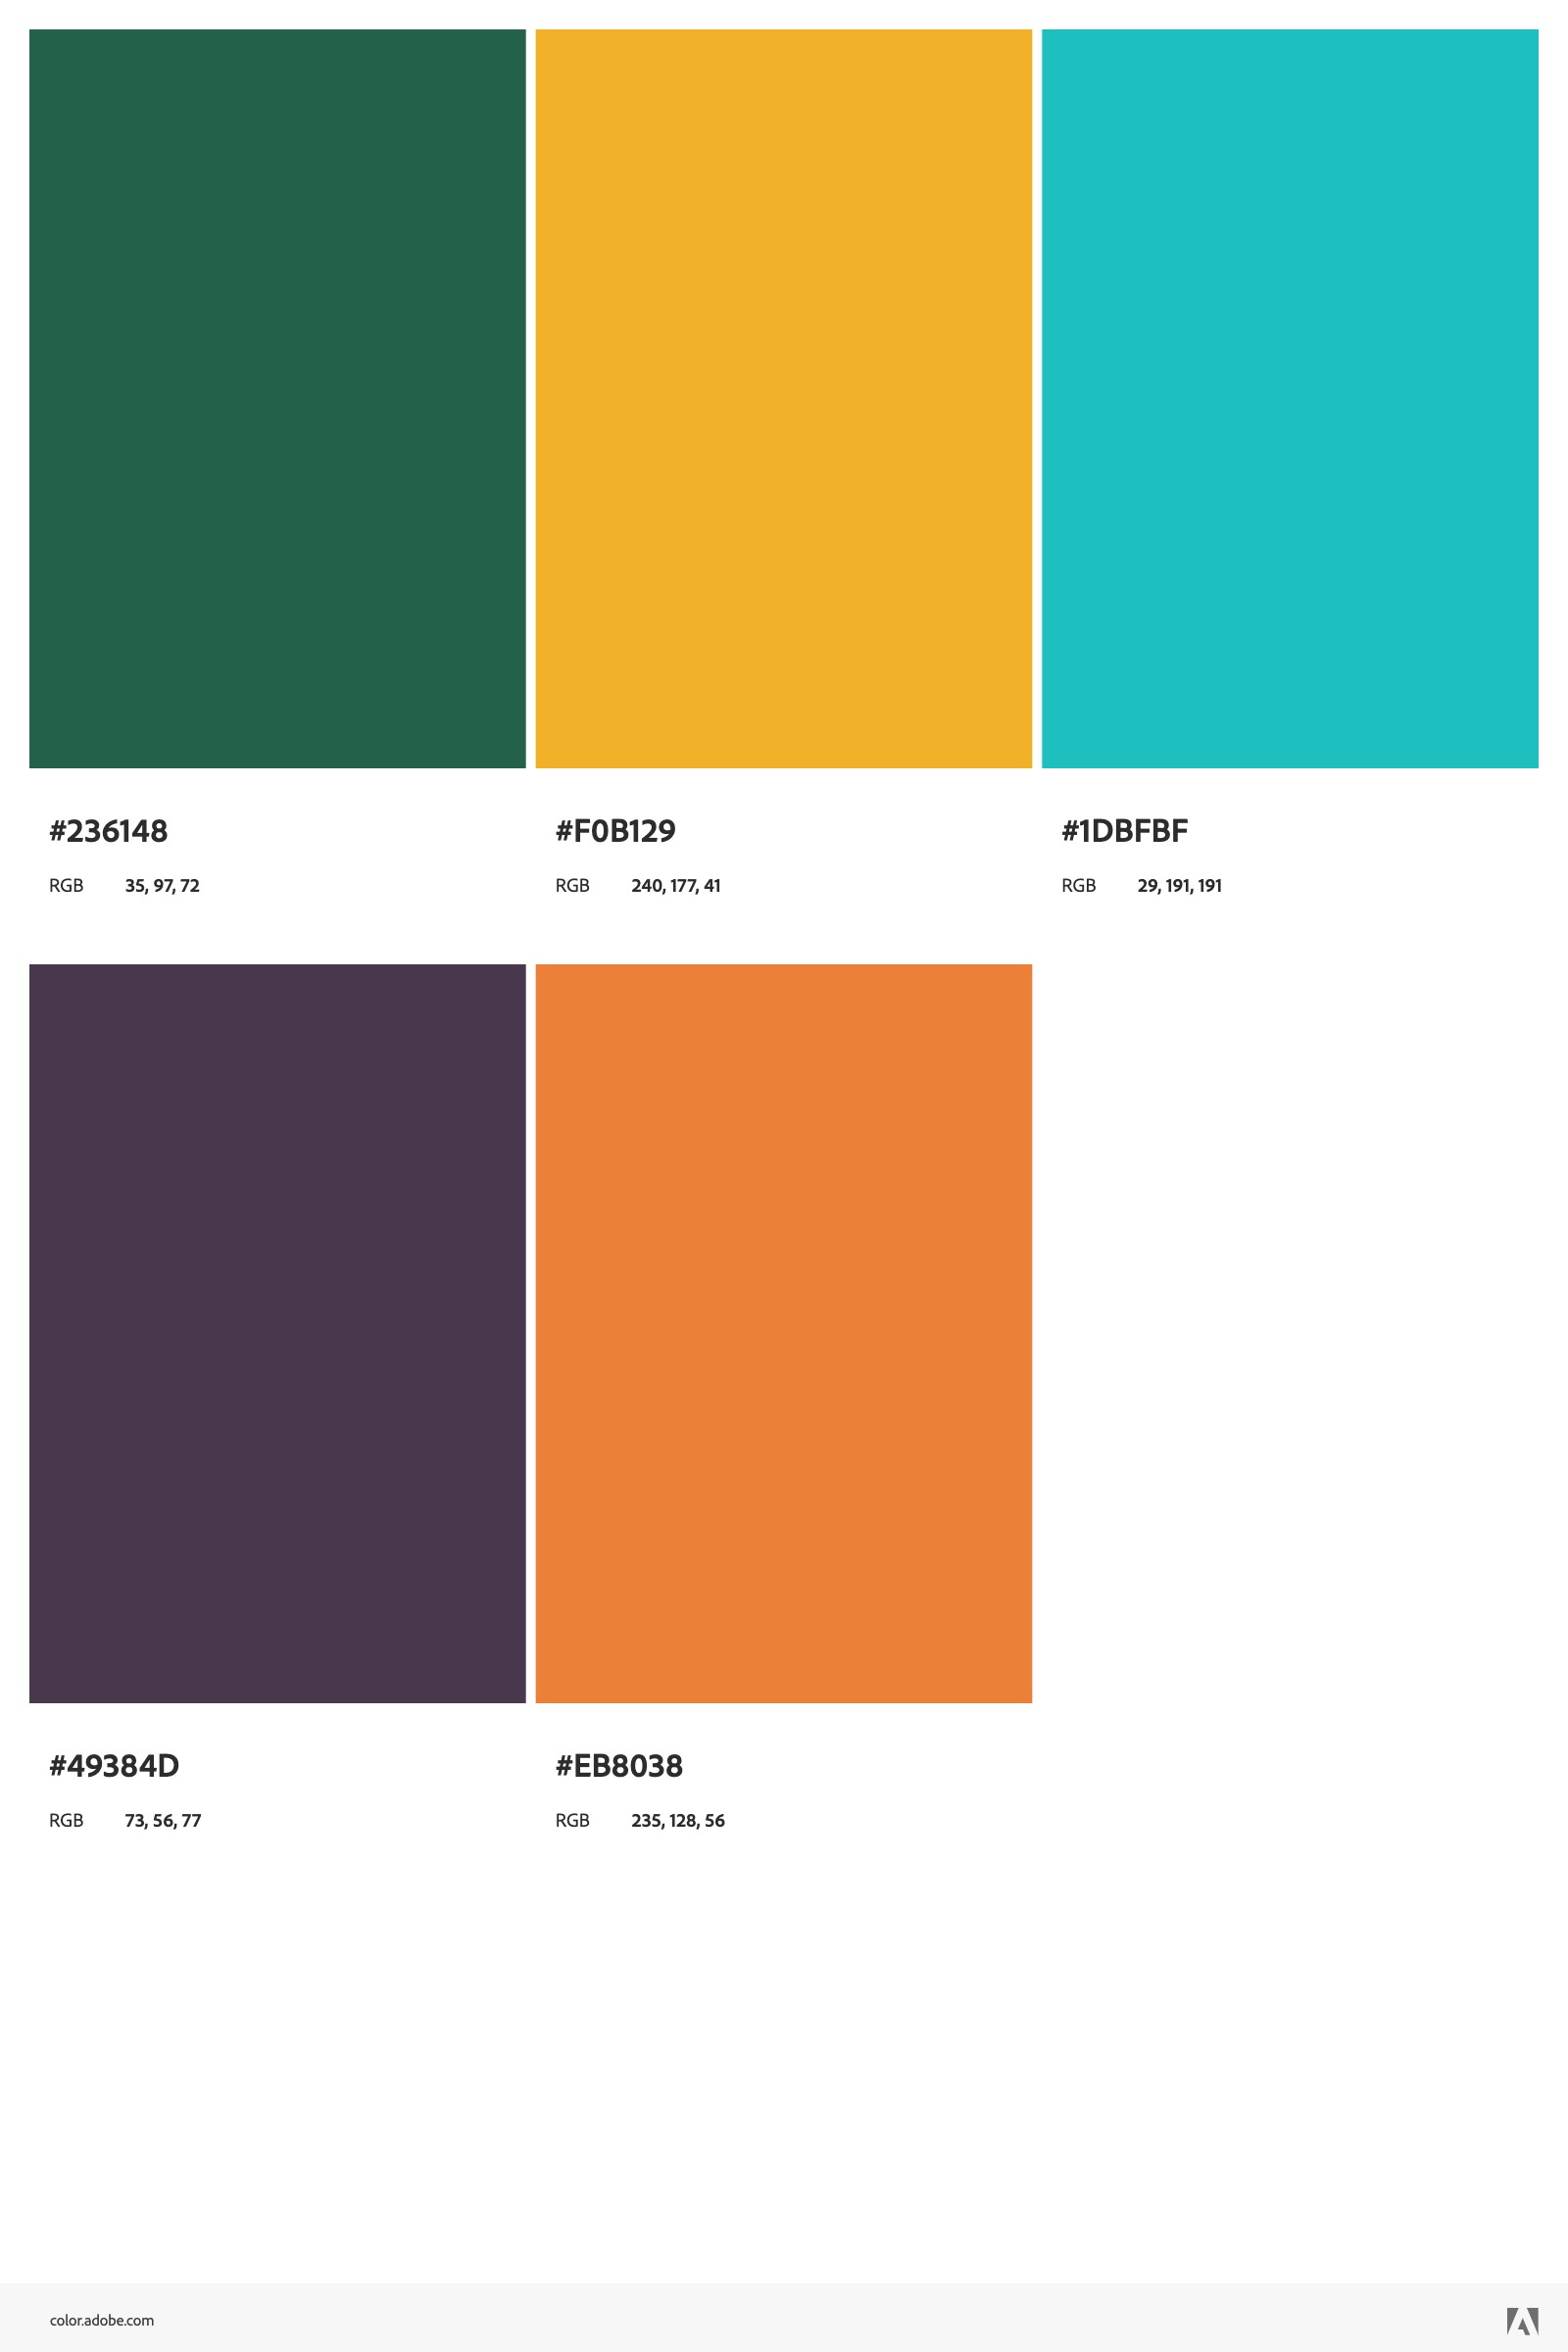 #236148
RGB 35, 97, 72
#F0B129
RGB 240, 177, 41
#1DBFBF
RGB 29, 191, 191
#49384D
RGB 73, 56, 77
#EB8038
RGB 235, 128, 56
color.adobe.com